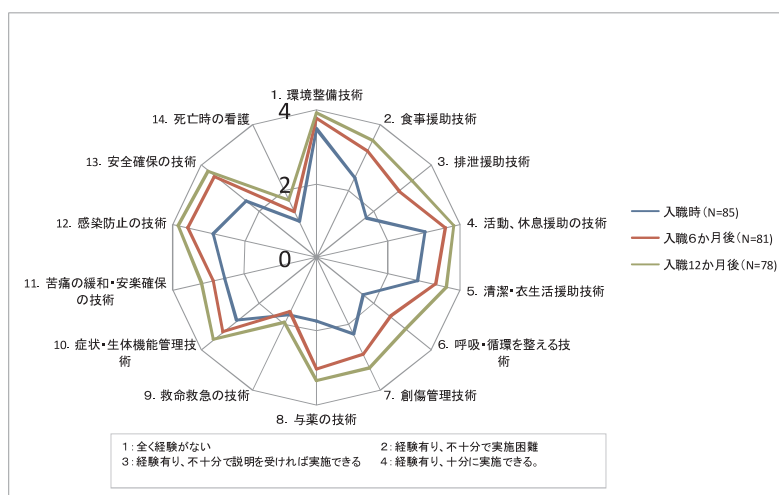 1. 環境整備技術
2. 食事援助技術
3. 排泄援助技術
4. 活動、休息援助の技術
5. 清潔・衣生活援助技術
6. 呼吸・循環を整える技
術
7. 創傷管理技術
8. 与薬の技術
9. 救命救急の技術
10. 症状・生体機能管理技
術
11. 苦痛の緩和・安楽確保
の技術
12. 感染防止の技術
13. 安全確保の技術
14. 死亡時の看護
4
2
0
入職時(N=85)
入職6か月後(N=81)
入職12か月後(N=78)
1:全く経験がない
2:経験有り、不十分で実施困難
3:経験有り、不十分で説明を受ければ実施できる
4:経験有り、十分に実施できる。